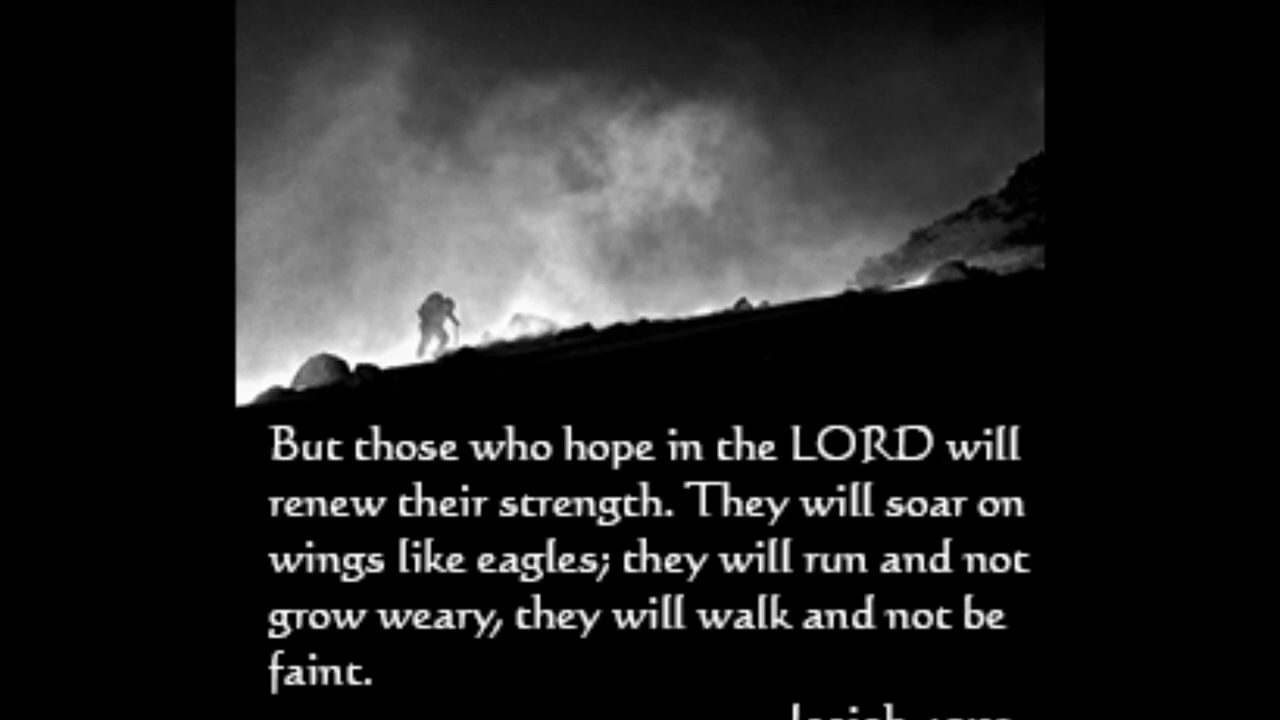 But those who hope in the LORD will
renew their strength. They will soar on
wings like eagles; they will run and not
grow weary, they will walk and not be
faint.
Isaiah